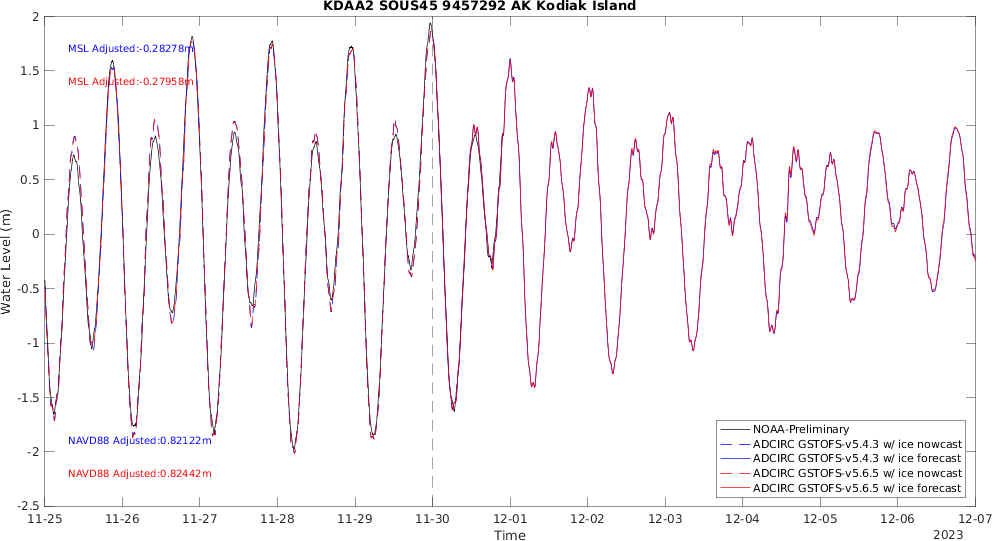 KDAA2 SOUS45 9457292 AK Kodiak Island
2
1.5
1
0.5
0
-0.5
-1
-1.5
-2
-2.5
Water Level (m)
MSL Adjusted:-0.28278m
MSL Adjusted:-0.27958m
NAVD88 Adjusted:0.82122m
NAVD88 Adjusted:0.82442m
NOAA-Preliminary
ADCIRC GSTOFS-v5.4.3 w/ ice nowcast
ADCIRC GSTOFS-v5.4.3 w/ ice forecast
ADCIRC GSTOFS-v5.6.5 w/ ice nowcast
ADCIRC GSTOFS-v5.6.5 w/ ice forecast
11-25 11-26 11-27 11-28 11-29 11-30 12-01 12-02 12-03 12-04 12-05 12-06 12-07
Time
2023